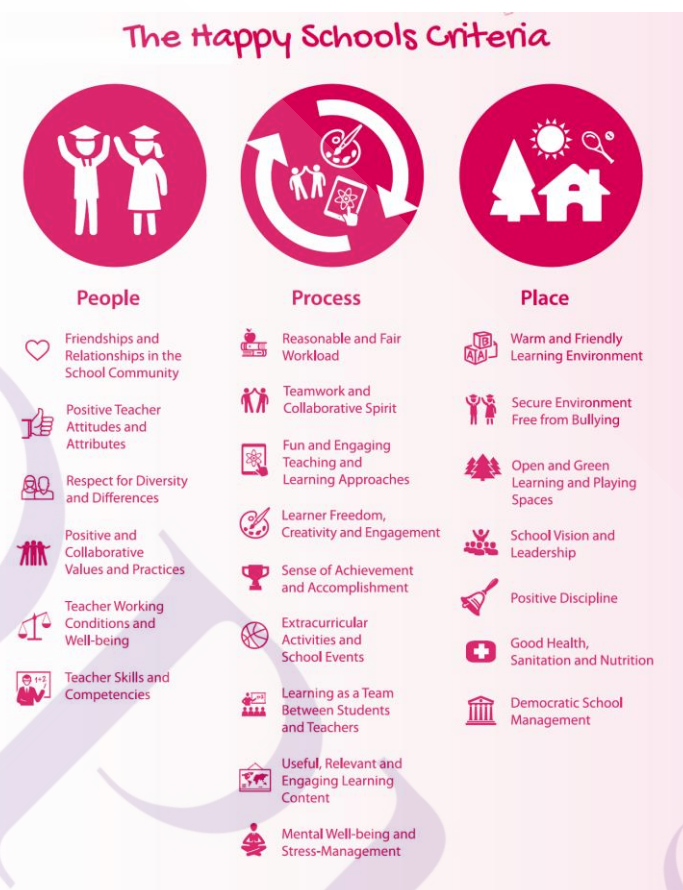 The Happy Schools Criteria
People
Friendships and
Relationships in the
School Community
Positive Teacher
Attitudes and
Attributes
Respect for Diversity
and Differences
Positive and
Collaborative
Values and Practices
Teacher Working
Conditions and
Well-being
1+2
Teacher Skills and
Competencies
Process
Reasonable and Fair
Workload
Teamwork and
Collaborative Spirit
Fun and Engaging
Teaching and
Learning Approaches
Learner Freedom,
Creativity and Engagement
Sense of Achievement
and Accomplishment
Extracurricular
Activities and
School Events
Learning as a Team
Between Students
and Teachers
Useful, Relevant and
Engaging Learning
Content
Mental Well-being and
Stress-Management
Place
B
A A
Warm and Friendly
Learning Environment
Secure Environment
Free from Bullying
Open and Green
Learning and Playing
Spaces
School Vision and
Leadership
Positive Discipline
Good Health,
Sanitation and Nutrition
Democratic School
Management